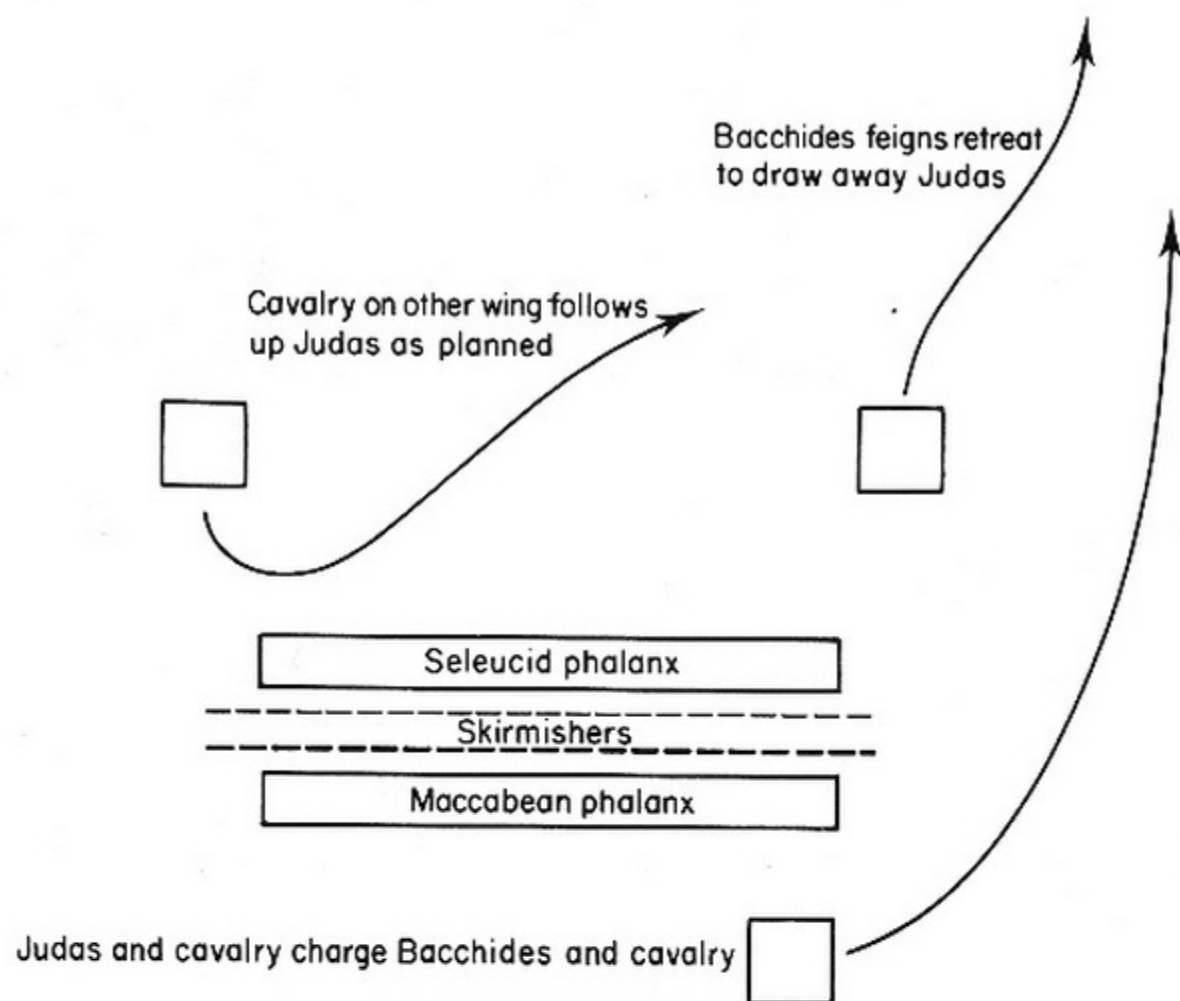 Bacchides feigns retreat
to draw away Judas
Cavalry on other wing follows
up Judas as planned
Seleucid phalanx
Skirmishers
Maccabean phalanx
Judas and cavalry charge Bacchides and cavalry